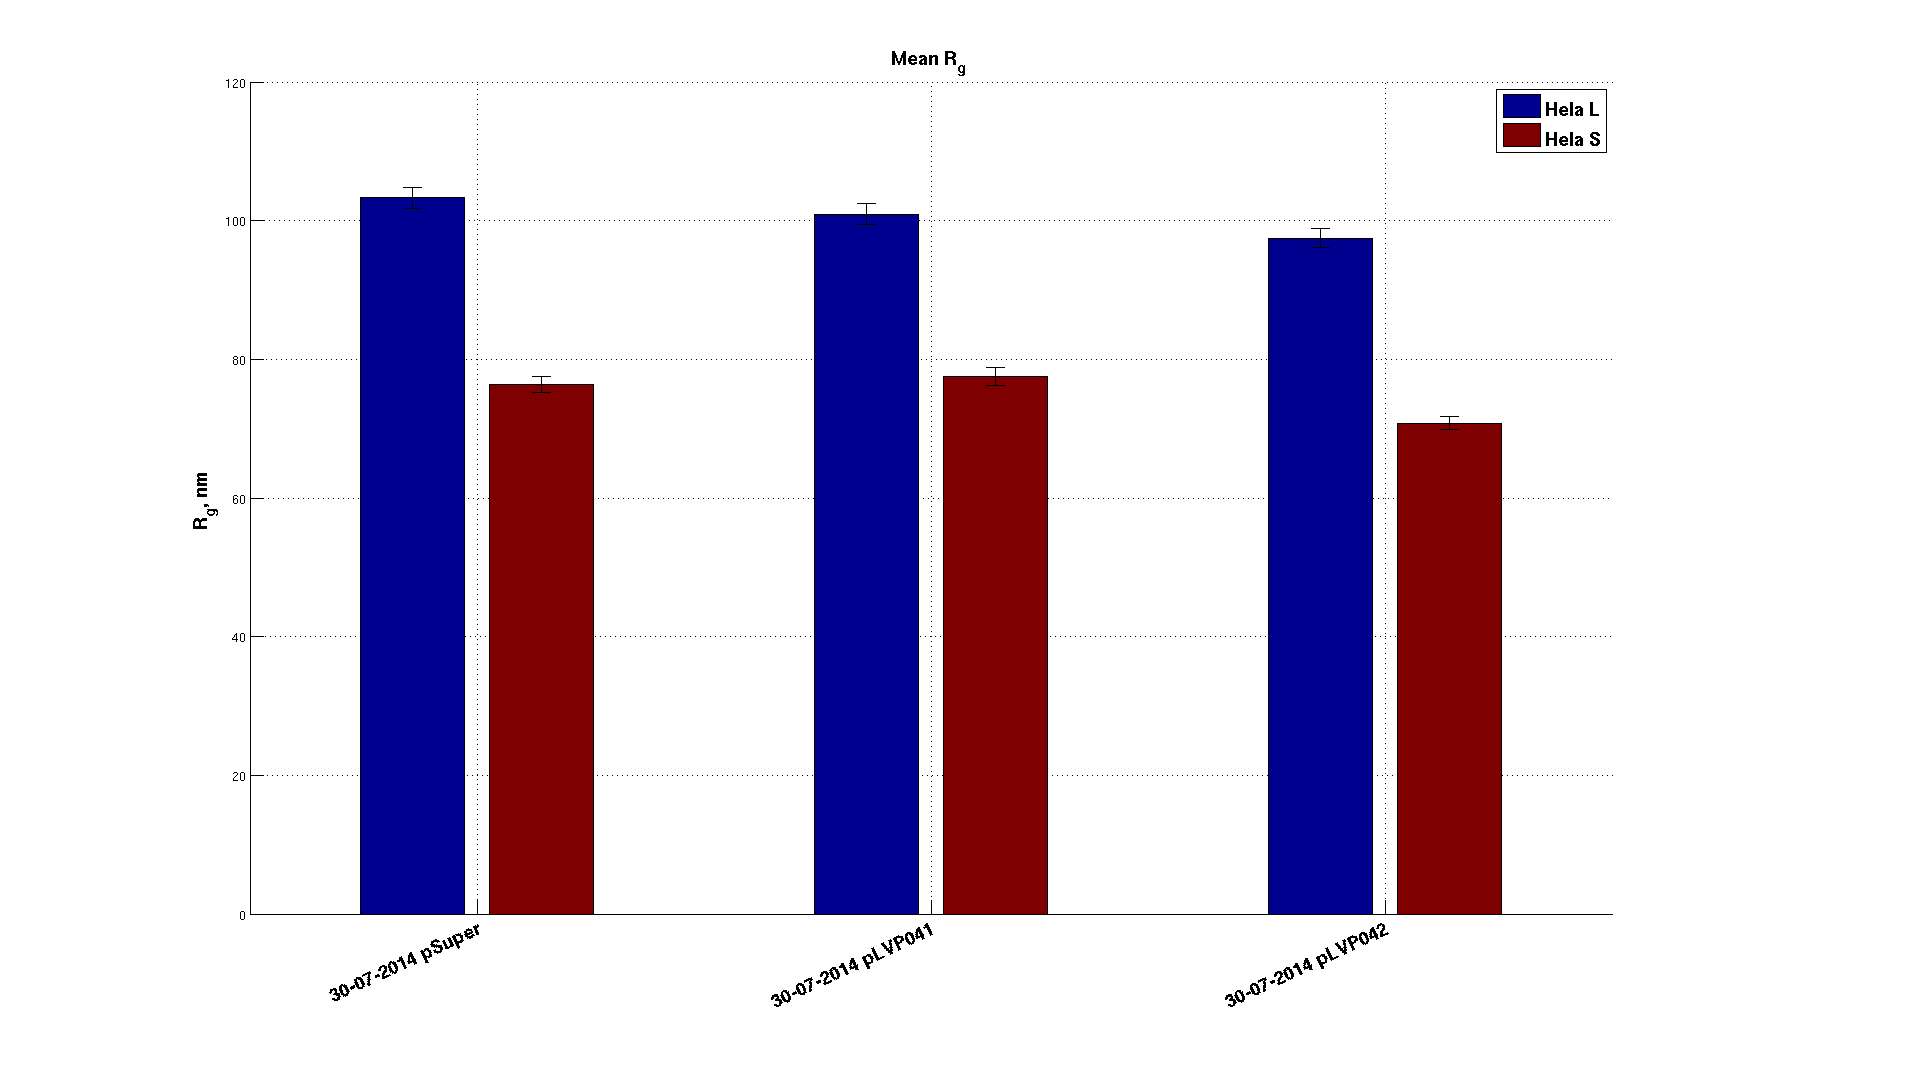 Mean Rg
120
100
80
60
40
20
0
Rg, nm
Hela L
Hela S
30-07-2014 pSuper
30-07-2014 pLVP041
30-07-2014 pLVP042